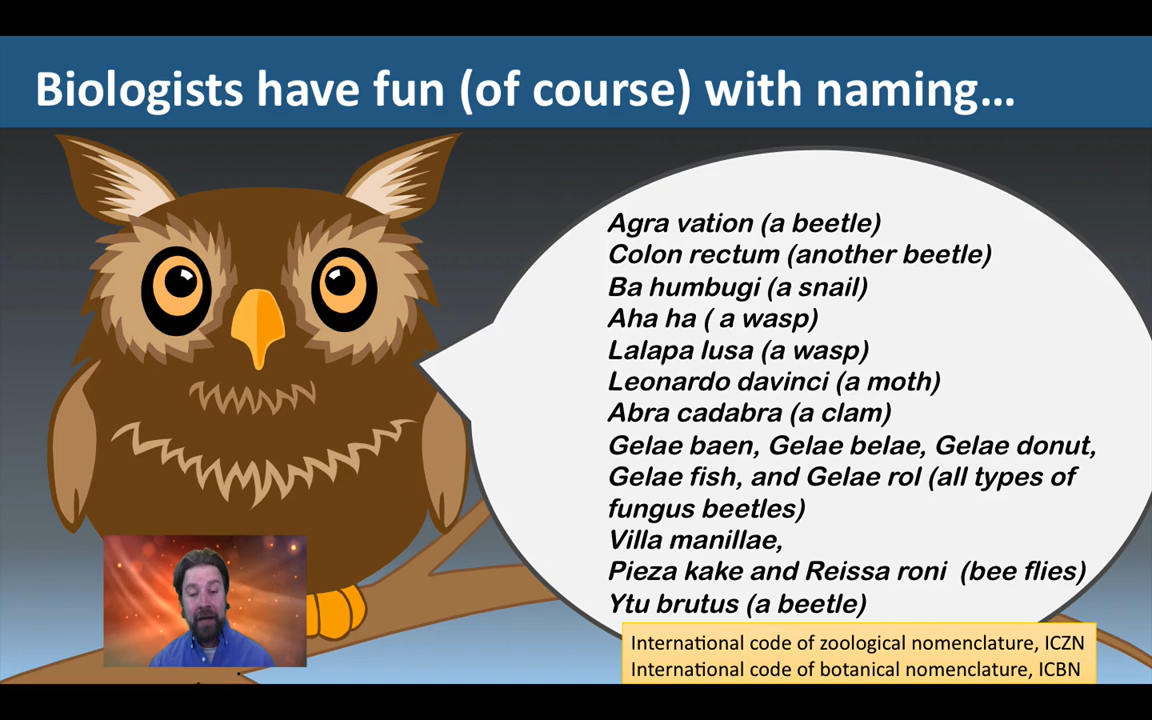 Biologists have fun (of course) with naming...
Agra vation (a beetle)
Colon rectum (another beetle)
Ba humbugi (a snail)
Aha ha ( a wasp)
Lalapa lusa (a wasp)
Leonardo davinci (a moth)
Abra cadabra (a clam)
Gelae baen, Gelae belae, Gelae donut,
Gelae fish, and Gelae rol (all types of
fungus beetles)
Villa manillae,
Pieza kake and Reissa roni (bee flies)
Ytu brutus (a beetle)
International code of zoological nomenclature, ICZN
International code of botanical nomenclature, ICBN